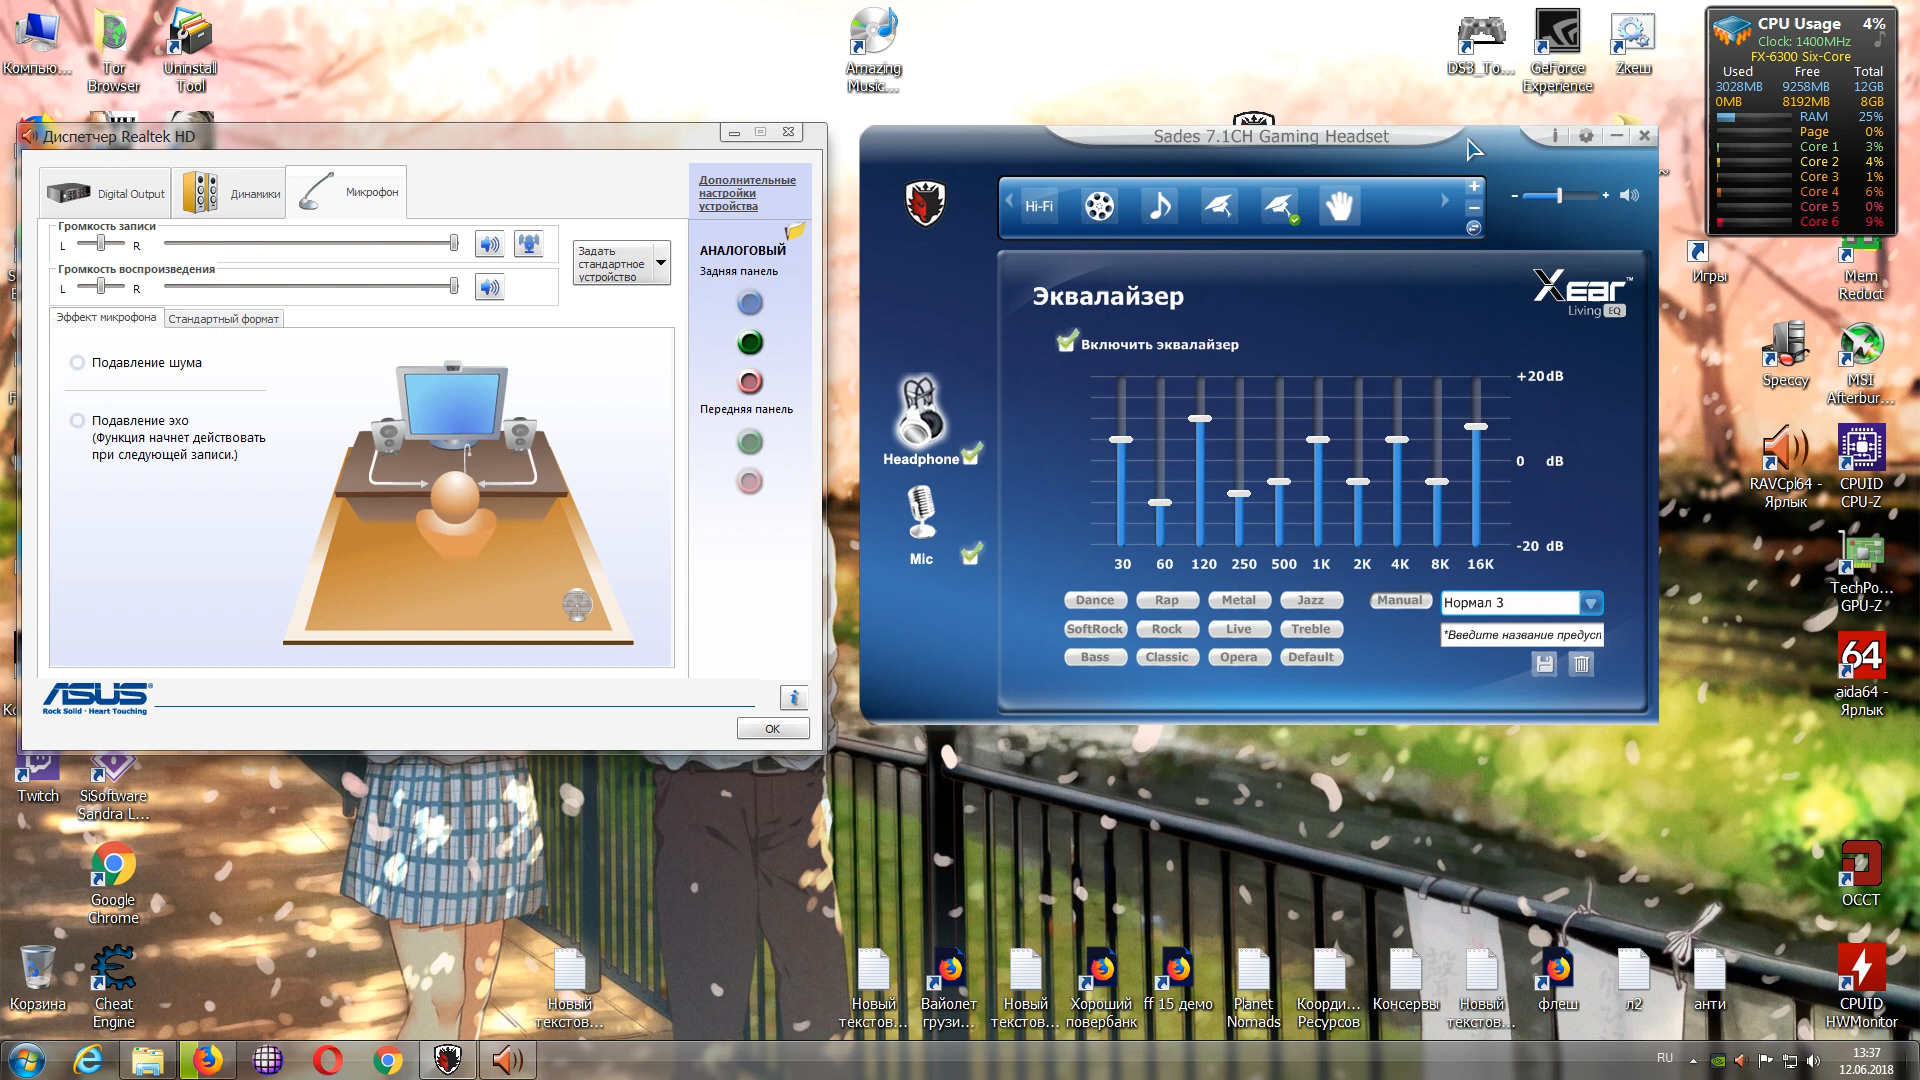 Компью...
Tor
Browser
Uninstall
Tool
Amazing
Music...
DS3_To...
GeForce
Experience
Zкеш
CPU Usage 4%
Clock: 1400MHz
FX-6300 Six-Core
Used Free Total
3028MB 9258MB 12GB
0MB 8192MB 8GB
RAM 25%
Page 0%
Core 1 3%
Core 2 4%
Core 3 1%
Core 4 6%
Core 5 0%
Core 6 9%
Диспетчер Realtek HD
Digital Output
Динамики
Микрофон
Дополнительные
настройки
устройства
Громкость записи
L R
Громкость воспроизведения
L R
Задать
стандартное
устройство
АНАЛОГОВЫЙ
Задняя панель
Передняя панель
Эффект микрофона
Стандартный формат
Подавление шума
Подавление эхо
(Функция начнет действовать
при следующей записи.)
ASUS
Rock Solid · Heart Touching
OK
Sades 7.1CH Gaming Headset
Hi-Fi
Эквалайзер
Xear™
Living EQ
Включить эквалайзер
+20dB
0 dB
-20 dB
30 60 120 250 500 1K 2K 4K 8K 16K
Headphone
Mic
Dance Rap Metal Jazz Manual Нормал 3
SoftRock Rock Live Treble
*Введите название предуст
Bass Classic Opera Default
Игры
Mem
Reduct
Speccy
MSI
Afterbur...
RAVCpl64 -
Ярлык
CPUID
CPU-Z
TechPo...
GPU-Z
64
aida64 -
Ярлык
OCCT
CPUID
HWMonitor
Twitch
SiSoftware
Sandra L...
Google
Chrome
Корзина
Cheat
Engine
Новый
текстов...
Новый
текстов...
Вайолет
грузи...
Новый
текстов...
Хороший
повербанк
ff 15 демо
Planet
Nomads
Коорди...
Ресурсов
Консервы
Новый
текстов...
флеш
л2
анти
RU
13:37
12.06.2018